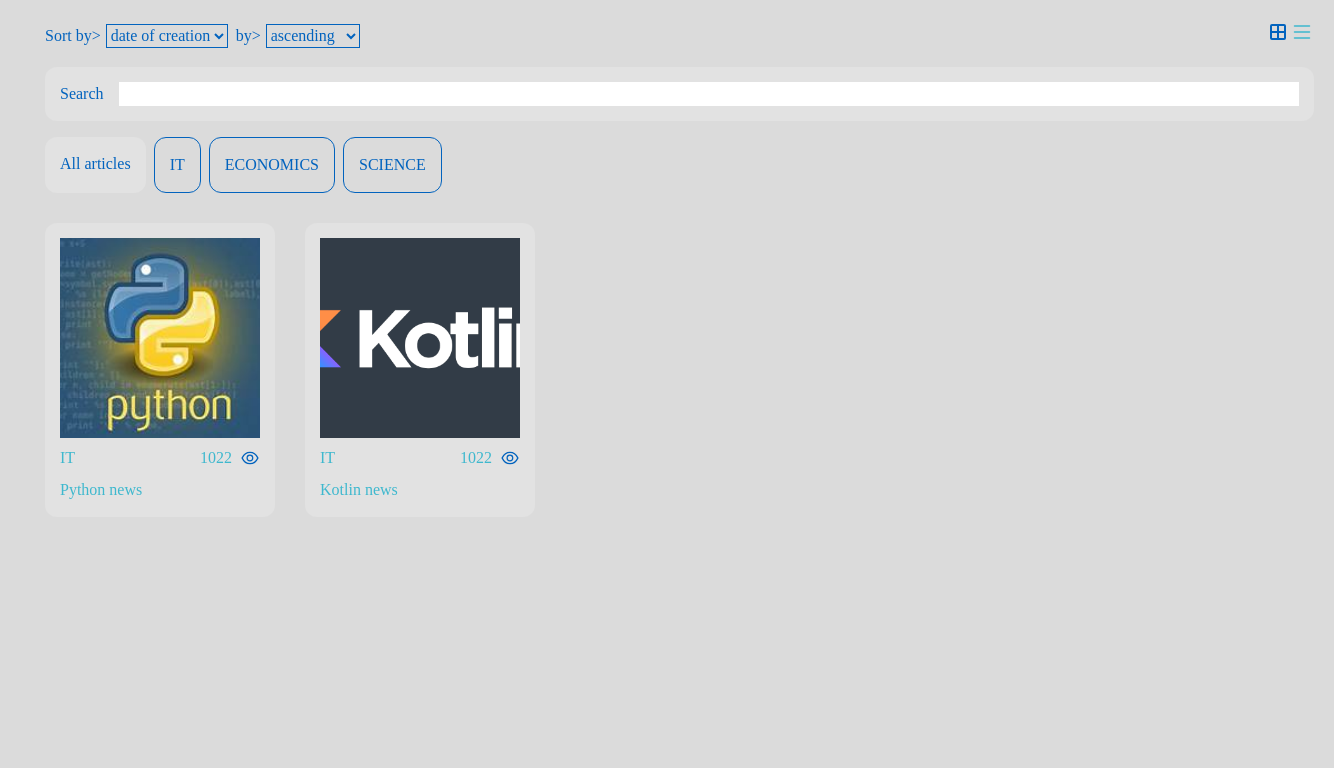 Sort by> date of creation by> ascending
Search
All articles IT ECONOMICS SCIENCE
python
Kotlin
IT 1022 IT 1022
Python news Kotlin news